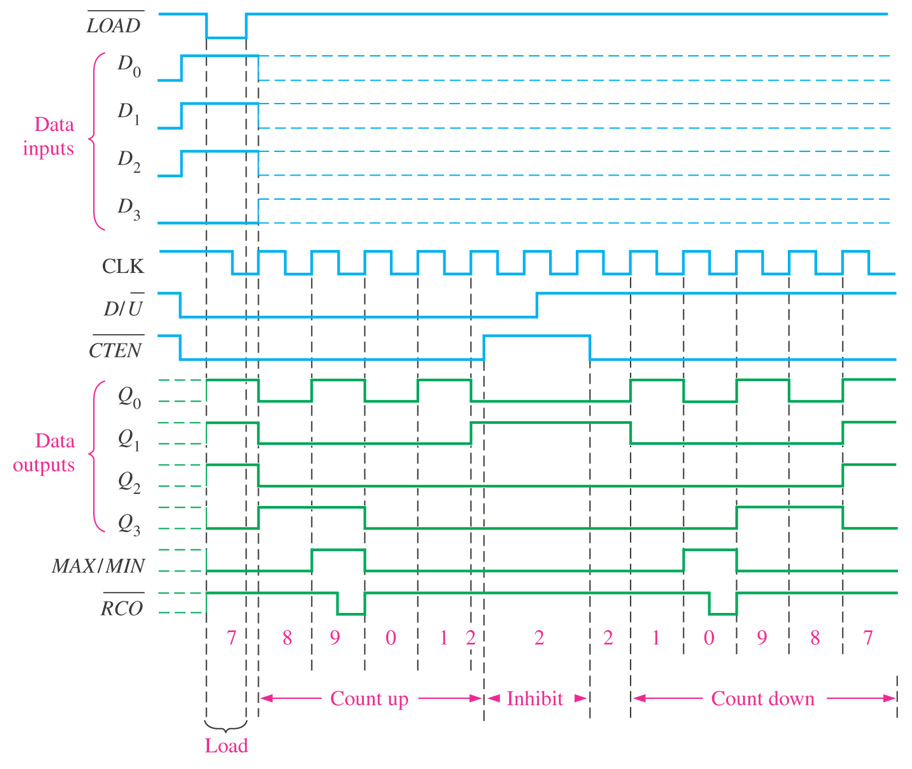 LOAD
D0
D1
Data
inputs
D2
D3
CLK
D/U
CTEN
Q0
Q1
Data
outputs
Q2
Q3
MAX/MIN
RCO
7 8 9 0 1 2 2 2 1 0 9 8 7
Count up Inhibit Count down
Load